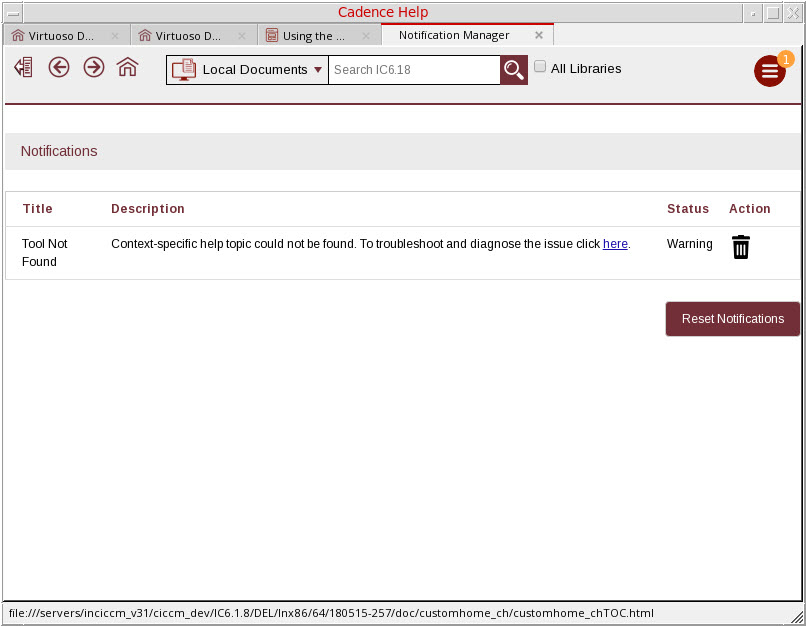 Cadence Help
Virtuoso D... Virtuoso D... Using the ... Notification Manager
Local Documents Search IC6.18 All Libraries 1
Notifications
Title Description Status Action
Tool Not Found Context-specific help topic could not be found. To troubleshoot and diagnose the issue click here. Warning
Reset Notifications
file:///servers/inciccm_v31/ciccm_dev/IC6.1.8/DEL/lnx86/64/180515-257/doc/customhome_ch/customhome_chTOC.html